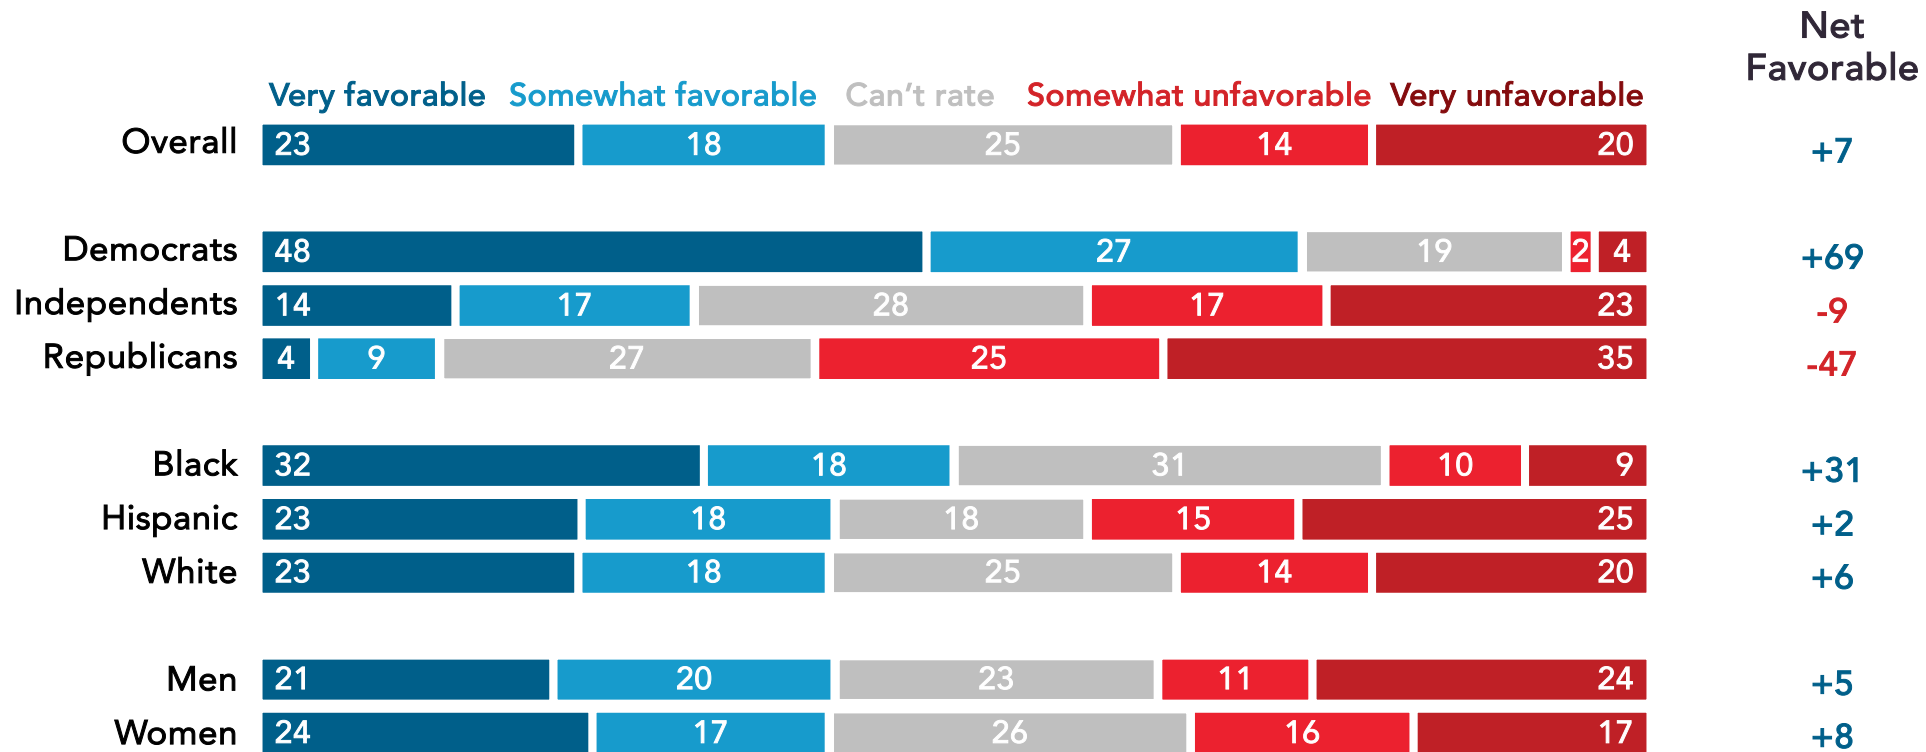 Net
Favorable
Very favorable Somewhat favorable Can't rate Somewhat unfavorable Very unfavorable
Overall 23 18 25 14 20 +7
Democrats 48 27 19 2 4 +69
Independents 14 17 28 17 23 -9
Republicans 4 9 27 25 35 -47
Black 32 18 31 10 9 +31
Hispanic 23 18 18 15 25 +2
White 23 18 25 14 20 +6
Men 21 20 23 11 24 +5
Women 24 17 26 16 17 +8